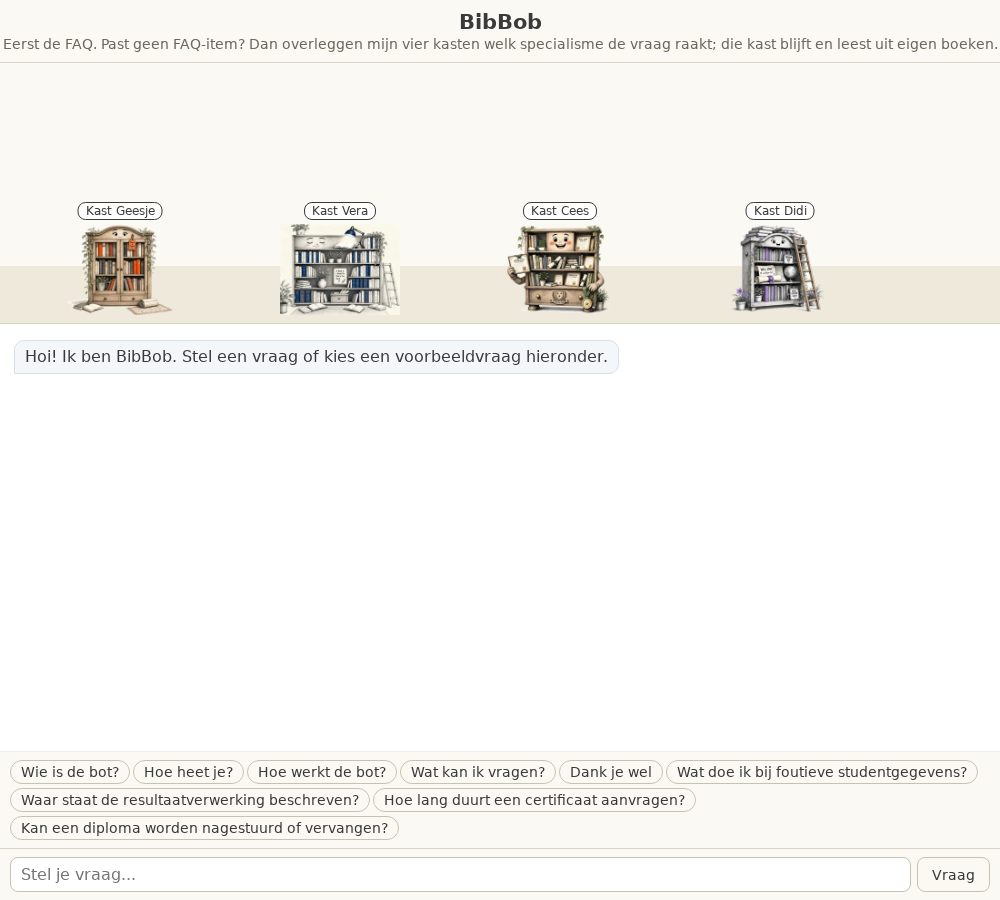 BibBob
Eerst de FAQ. Past geen FAQ-item? Dan overleggen mijn vier kasten welk specialisme de vraag raakt; die kast blijft en leest uit eigen boeken.
Kast Geesje
Kast Vera
Kast Cees
Kast Didi
Hoi! Ik ben BibBob. Stel een vraag of kies een voorbeeldvraag hieronder.
Wie is de bot?
Hoe heet je?
Hoe werkt de bot?
Wat kan ik vragen?
Dank je wel
Wat doe ik bij foutieve studentgegevens?
Waar staat de resultaatverwerking beschreven?
Hoe lang duurt een certificaat aanvragen?
Kan een diploma worden nagestuurd of vervangen?
Stel je vraag...
Vraag